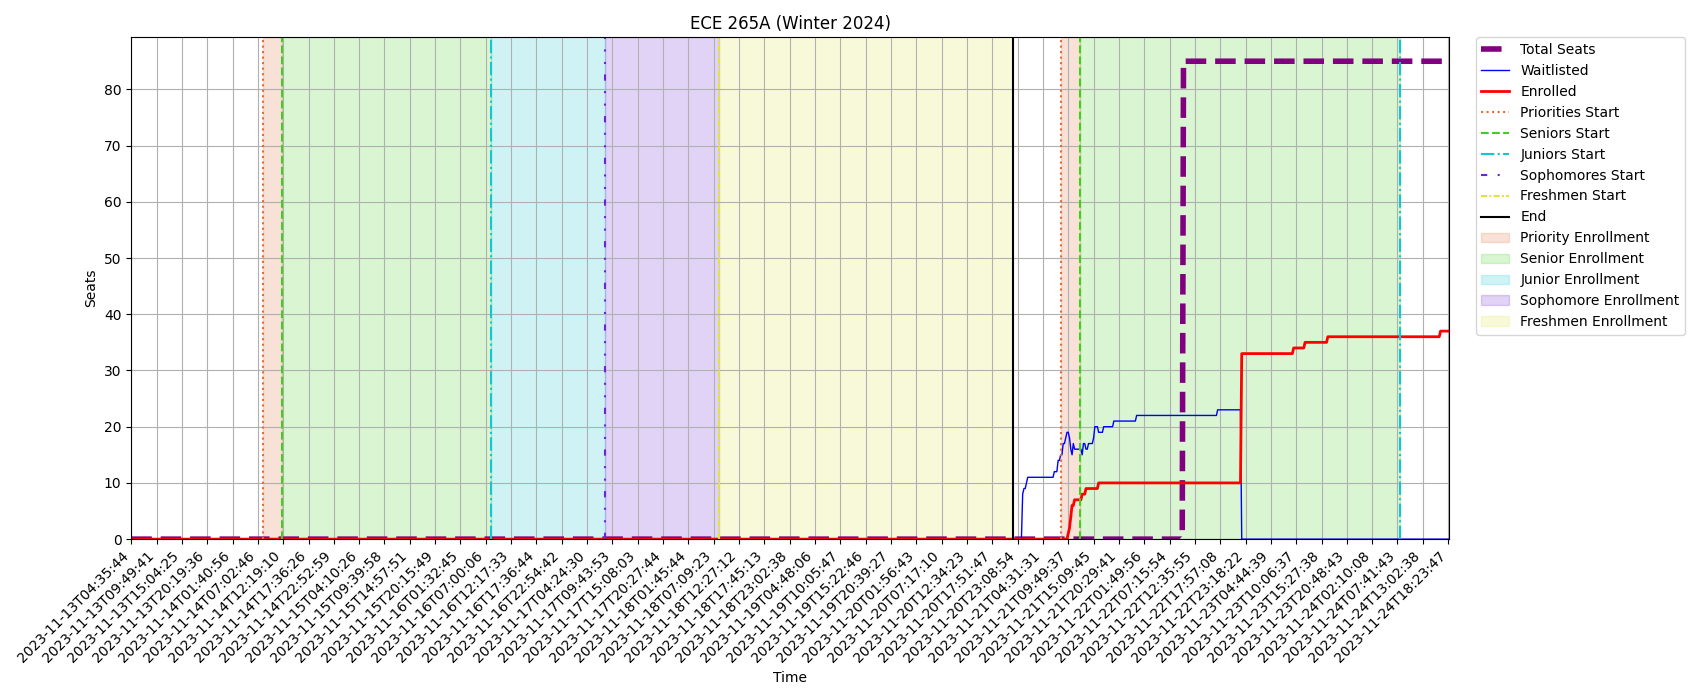 ECE 265A (Winter 2024)
Seats
80
70
60
50
40
30
20
10
0
2023-11-13T04:35:44
2023-11-13T09:49:41
2023-11-13T15:04:25
2023-11-13T20:19:36
2023-11-14T01:40:56
2023-11-14T07:02:46
2023-11-14T12:19:10
2023-11-14T17:36:26
2023-11-14T22:52:59
2023-11-15T04:10:26
2023-11-15T09:39:58
2023-11-15T14:57:51
2023-11-15T20:15:49
2023-11-16T01:32:45
2023-11-16T07:00:06
2023-11-16T12:17:33
2023-11-16T17:36:44
2023-11-16T22:54:42
2023-11-17T04:24:30
2023-11-17T09:43:53
2023-11-17T15:08:03
2023-11-17T20:27:44
2023-11-18T01:45:44
2023-11-18T07:09:23
2023-11-18T12:27:12
2023-11-18T17:45:13
2023-11-18T23:02:38
2023-11-19T04:48:06
2023-11-19T10:05:47
2023-11-19T15:22:46
2023-11-19T20:39:27
2023-11-20T01:56:43
2023-11-20T07:17:10
2023-11-20T12:34:23
2023-11-20T17:51:47
2023-11-20T23:08:54
2023-11-21T04:31:31
2023-11-21T09:49:37
2023-11-21T15:09:45
2023-11-21T20:29:41
2023-11-22T01:49:56
2023-11-22T07:15:54
2023-11-22T12:35:55
2023-11-22T17:57:08
2023-11-22T23:18:22
2023-11-23T04:44:39
2023-11-23T10:06:37
2023-11-23T15:27:38
2023-11-23T20:48:43
2023-11-24T02:10:08
2023-11-24T07:41:43
2023-11-24T13:02:38
2023-11-24T18:23:47
Time
Total Seats
Waitlisted
Enrolled
Priorities Start
Seniors Start
Juniors Start
Sophomores Start
Freshmen Start
End
Priority Enrollment
Senior Enrollment
Junior Enrollment
Sophomore Enrollment
Freshmen Enrollment